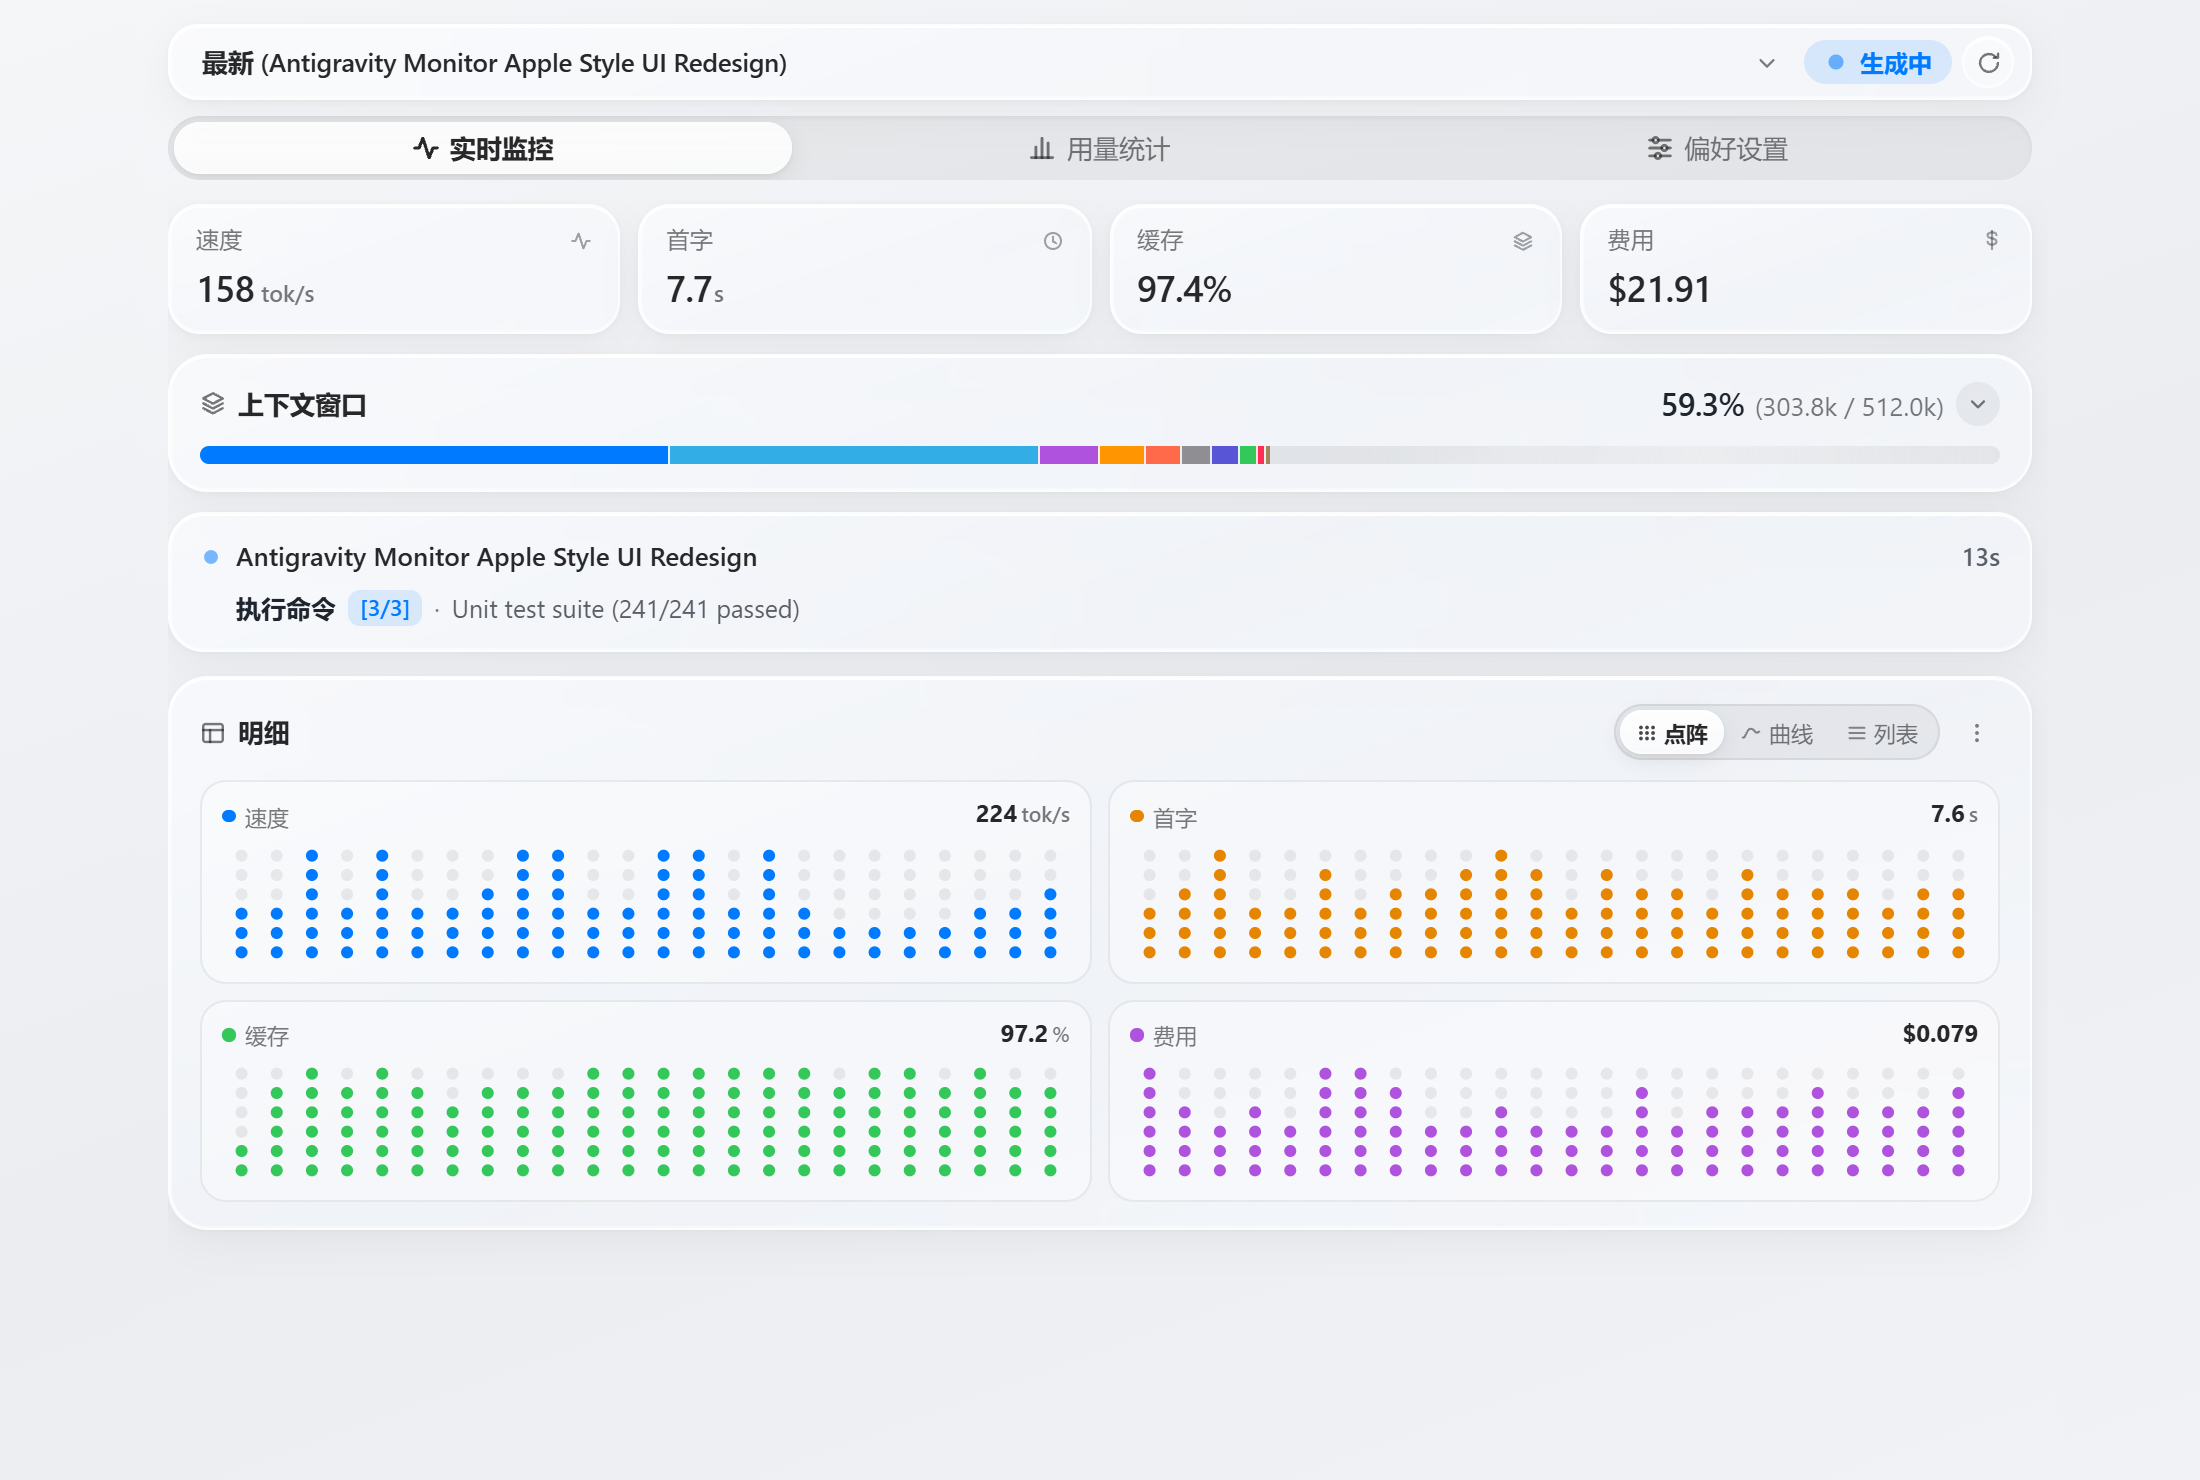 最新 (Antigravity Monitor Apple Style UI Redesign)
生成中
实时监控
用量统计
偏好设置
速度
158 tok/s
首字
7.7s
缓存
97.4%
费用
$
$21.91
上下文窗口
59.3% (303.8k / 512.0k)
Antigravity Monitor Apple Style UI Redesign
13s
执行命令 [3/3] · Unit test suite (241/241 passed)
明细
点阵
曲线
列表
速度
224 tok/s
首字
7.6 s
缓存
97.2 %
费用
$0.079